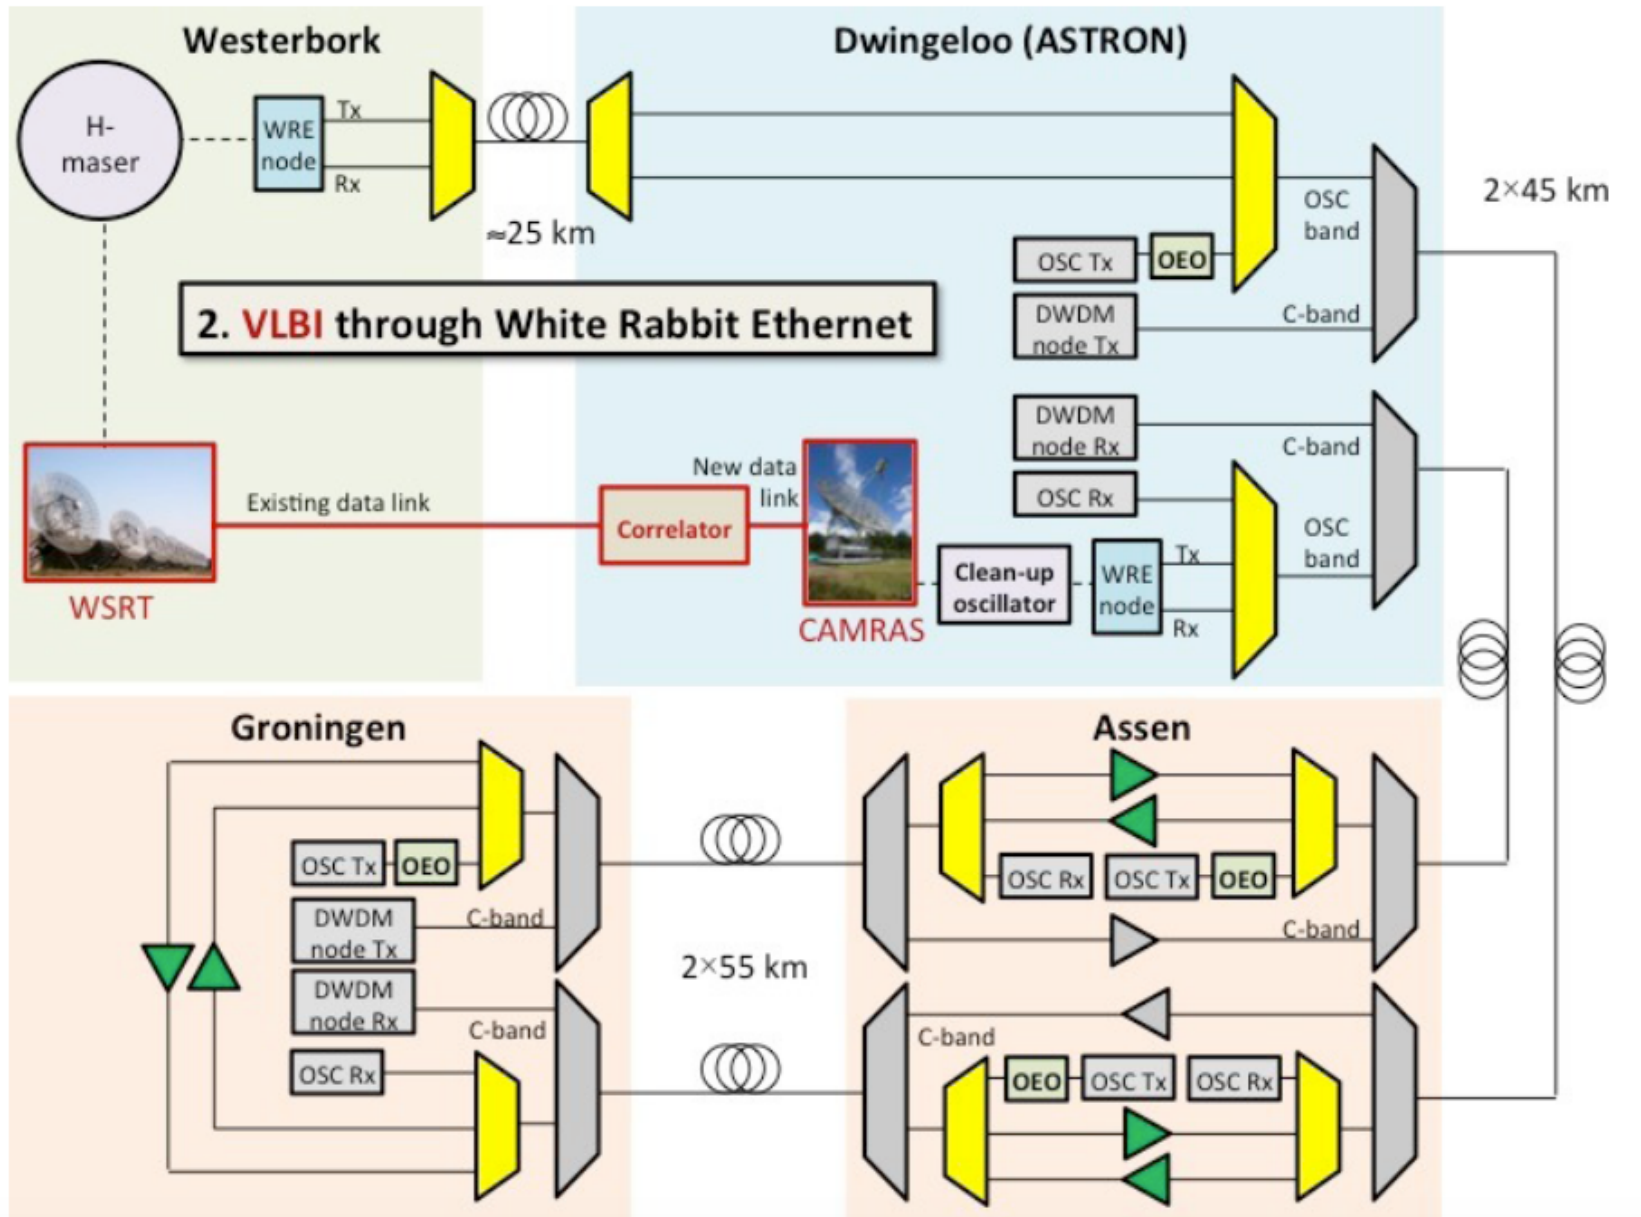 Westerbork
Dwingeloo (ASTRON)
H-
maser
WRE
node
Tx
Rx
≈25 km
2×45 km
OSC
band
OSC Tx
OEO
DWDM
node Tx
C-band
2. VLBI through White Rabbit Ethernet
DWDM
node Rx
C-band
OSC Rx
OSC
band
New data
link
Existing data link
Correlator
Clean-up
oscillator
WRE
node
Tx
Rx
WSRT
CAMRAS
Groningen
Assen
OSC Tx
OEO
DWDM
node Tx
C-band
DWDM
node Rx
C-band
OSC Rx
2×55 km
OSC Rx
OSC Tx
OEO
C-band
C-band
OEO
OSC Tx
OSC Rx